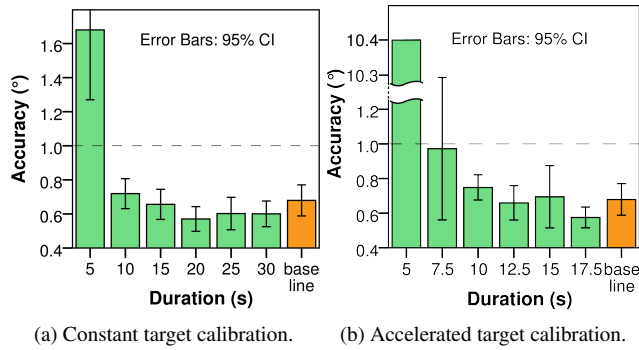 Error Bars: 95% CI
Accuracy (°)
1.6
1.4
1.2
1.0
0.8
0.6
0.4
5 10 15 20 25 30 base line
Duration (s)
(a) Constant target calibration.
Error Bars: 95% CI
Accuracy (°)
10.4
10.3
1.2
1.0
0.8
0.6
0.4
5 7.5 10 12.5 15 17.5 base line
Duration (s)
(b) Accelerated target calibration.